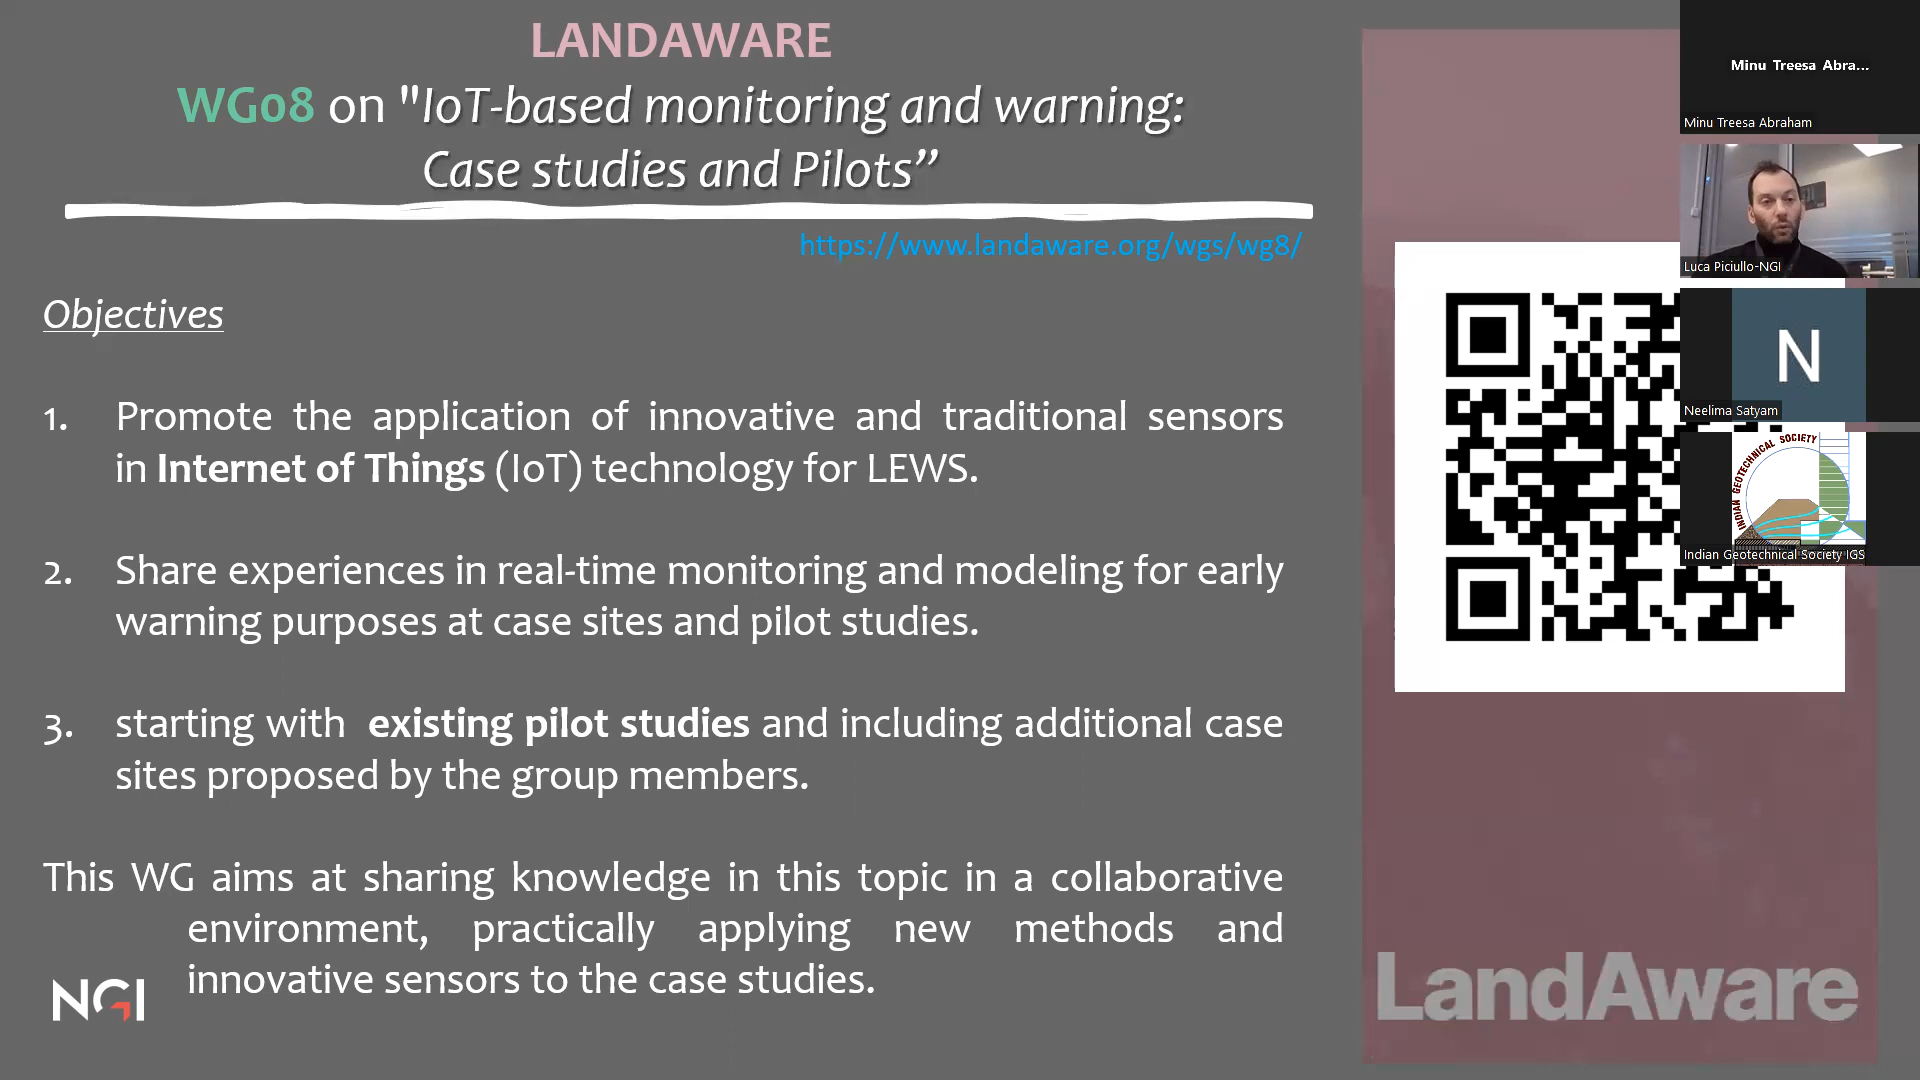 LANDAWARE
WG08 on "IoT-based monitoring and warning:
Case studies and Pilots”
https://www.landaware.org/wgs/wg8/
Objectives
1. Promote the application of innovative and traditional sensors
in Internet of Things (IoT) technology for LEWS.
2. Share experiences in real-time monitoring and modeling for early
warning purposes at case sites and pilot studies.
3. starting with existing pilot studies and including additional case
sites proposed by the group members.
This WG aims at sharing knowledge in this topic in a collaborative
environment, practically applying new methods and
innovative sensors to the case studies.
NGI
LandAware
Minu Treesa Abra...
Minu Treesa Abraham
Luca Piciullo-NGI
N
Neelima Satyam
INDIAN GEOTECHNICAL SOCIETY
Indian Geotechnical Society IGS